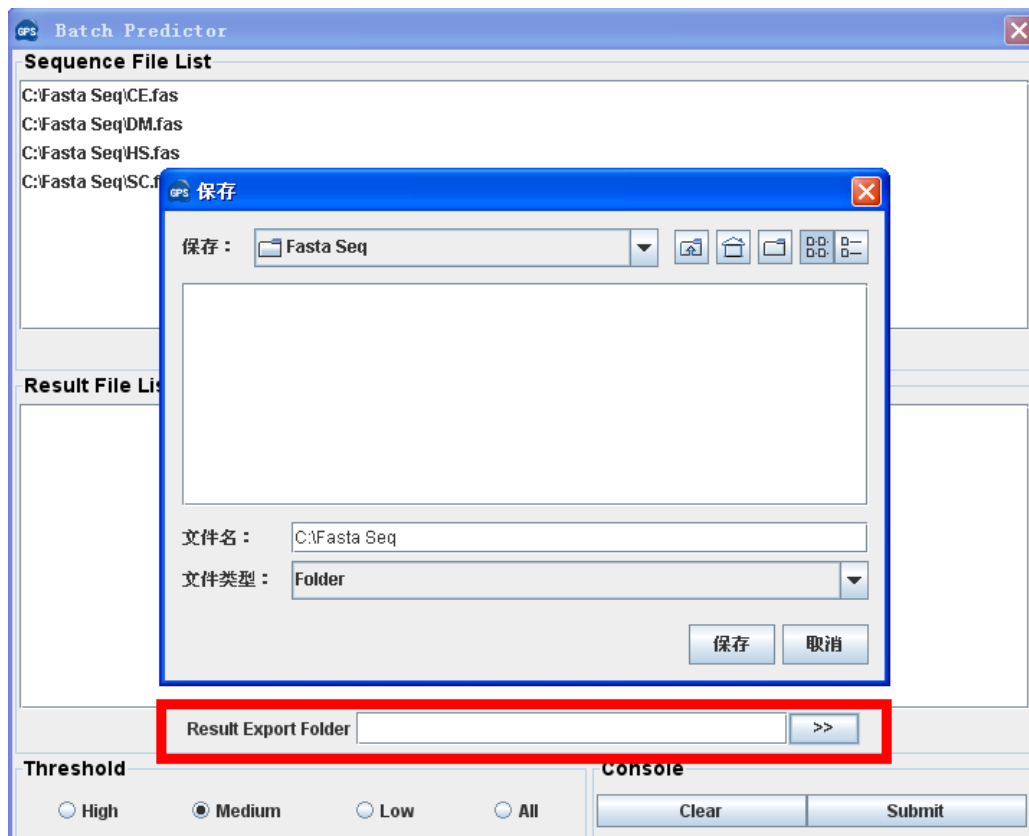 GPS Batch Predictor
Sequence File List
C:\Fasta Seq\CE.fas
C:\Fasta Seq\DM.fas
C:\Fasta Seq\HS.fas
C:\Fasta Seq\SC.f
GPS 保存
保存：
Fasta Seq
文件名：
C:\Fasta Seq
文件类型：
Folder
保存
取消
Result File Lis
Result Export Folder
>>
Threshold
High
Medium
Low
All
Console
Clear
Submit